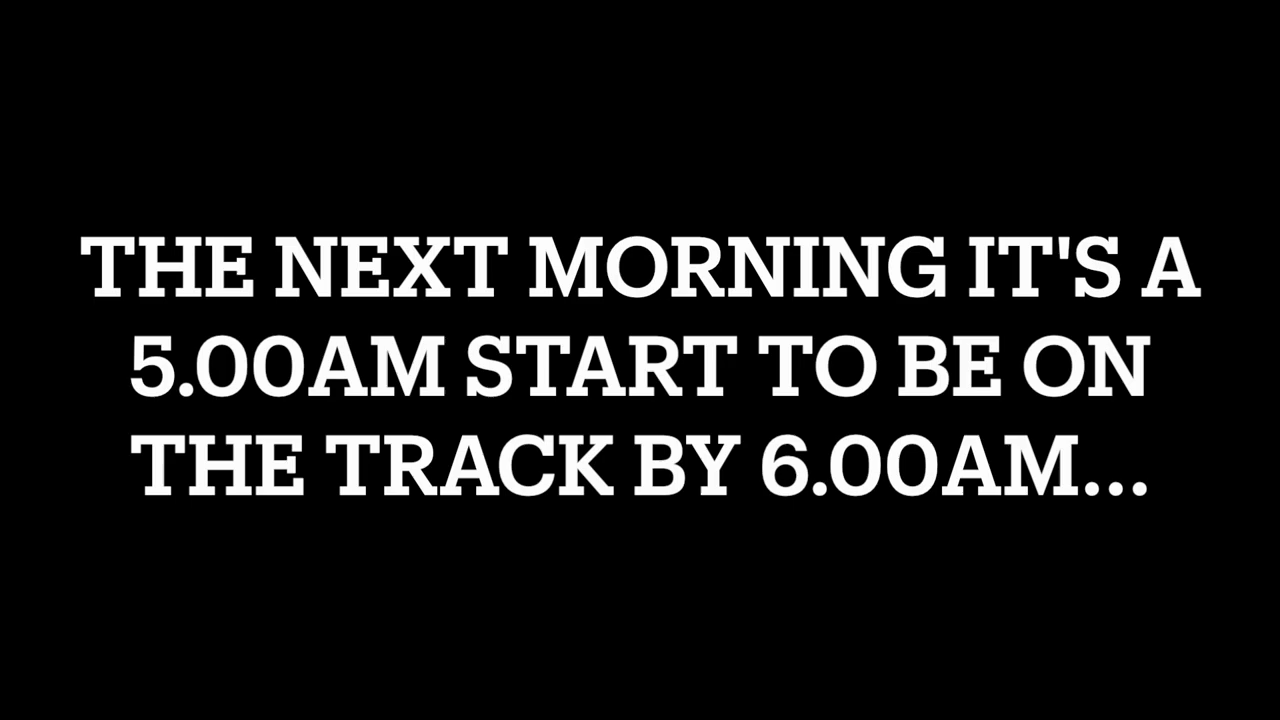 THE NEXT MORNING IT'S A
5.00AM START TO BE ON
THE TRACK BY 6.00AM...